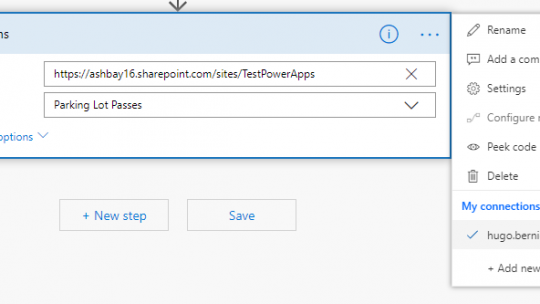 ns
https://ashbay16.sharepoint.com/sites/TestPowerApps
Parking Lot Passes
options
+ New step
Save
Rename
Add a com
Settings
Configure r
Peek code
Delete
My connections
hugo.berni
+ Add new